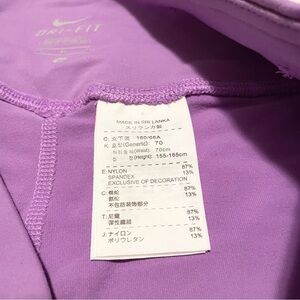 DRI-FIT
MADE IN SRI LANKA
スリランカ製
C: 女下装 160/66A
K: 호칭(Generic): 70
허리둘레(Waist): 70cm
신장(Height): 155-165cm
E: NYLON 87%
SPANDEX 13%
EXCLUSIVE OF DECORATION
C: 锦纶 87%
氨纶 13%
不包括装饰部分
T: 尼龍 87%
彈性纖維 13%
J: ナイロン 87%
ポリウレタン 13%